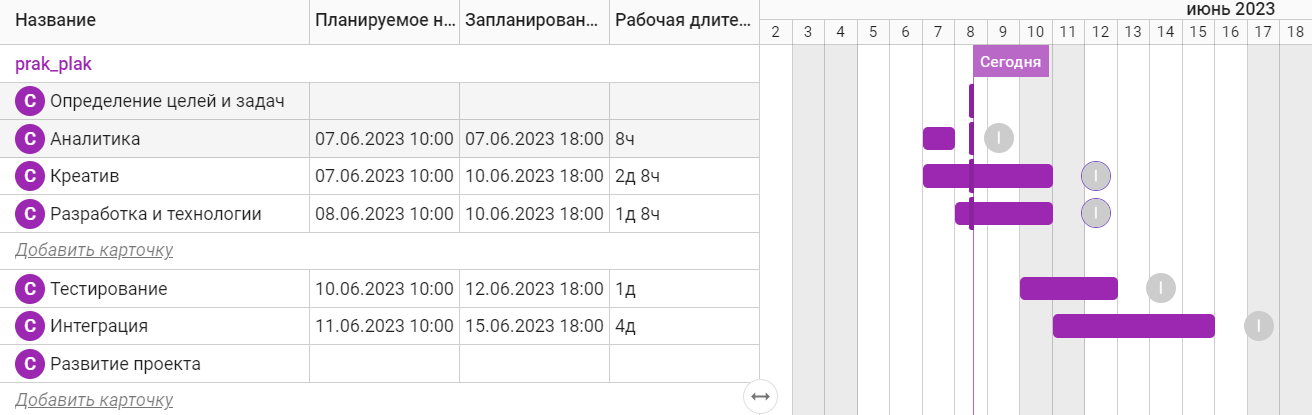 Название Планируемое н... Запланирован... Рабочая длите... июнь 2023
2 3 4 5 6 7 8 9 10 11 12 13 14 15 16 17 18
prak_plak Сегодня
С Определение целей и задач
С Аналитика 07.06.2023 10:00 07.06.2023 18:00 8ч I
С Креатив 07.06.2023 10:00 10.06.2023 18:00 2д 8ч I
С Разработка и технологии 08.06.2023 10:00 10.06.2023 18:00 1д 8ч I
Добавить карточку
С Тестирование 10.06.2023 10:00 12.06.2023 18:00 1д I
С Интеграция 11.06.2023 10:00 15.06.2023 18:00 4д I
С Развитие проекта
Добавить карточку